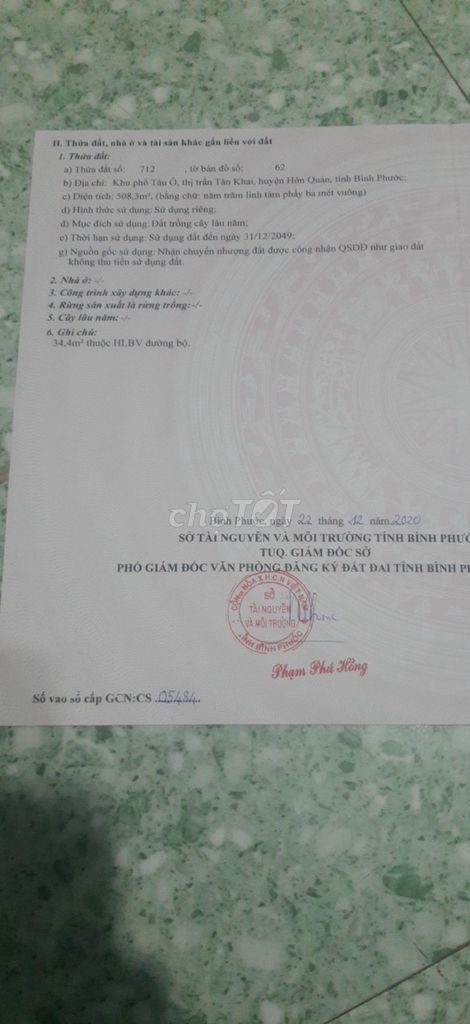 II. Thửa đất, nhà ở và tài sản khác gắn liền với đất
1. Thửa đất:
a) Thửa đất số: 712 , tờ bản đồ số: 62
b) Địa chỉ: Khu phố Tàu Ô, thị trấn Tân Khai, huyện Hớn Quản, tỉnh Bình Phước;
c) Diện tích: 508,3m², (bằng chữ: năm trăm linh tám phẩy ba mét vuông)
d) Hình thức sử dụng: Sử dụng riêng;
đ) Mục đích sử dụng: Đất trồng cây lâu năm;
e) Thời hạn sử dụng: Sử dụng đất đến ngày 31/12/2049;
g) Nguồn gốc sử dụng: Nhận chuyển nhượng đất được công nhận QSDĐ như giao đất
không thu tiền sử dụng đất.
2. Nhà ở: -/-
3. Công trình xây dựng khác: -/-
4. Rừng sản xuất là rừng trồng:-/-
5. Cây lâu năm: -/-
6. Ghi chú:
34,4m² thuộc HLBV đường bộ.
choTỐT
Bình Phước, ngày 22 tháng 12 năm 2020
SỞ TÀI NGUYÊN VÀ MÔI TRƯỜNG TỈNH BÌNH PHƯỚ
TUQ. GIÁM ĐỐC SỞ
PHÓ GIÁM ĐỐC VĂN PHÒNG ĐĂNG KÝ ĐẤT ĐAI TỈNH BÌNH P
CỘNG HÒA X.H.C.N VIỆT NAM
SỞ
TÀI NGUYÊN
VÀ MÔI TRƯỜNG
TỈNH BÌNH PHƯỚC
Phạm Phú Hồng
Số vào sổ cấp GCN:CS 05484